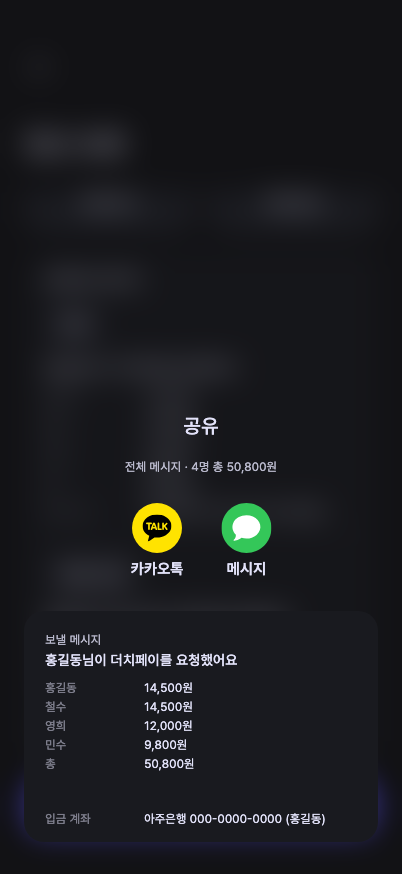 공유
전체 메시지 · 4명 총 50,800원
TALK
카카오톡 메시지
보낼 메시지
홍길동님이 더치페이를 요청했어요
홍길동 14,500원
철수 14,500원
영희 12,000원
민수 9,800원
총 50,800원
입금 계좌 아주은행 000-0000-0000 (홍길동)